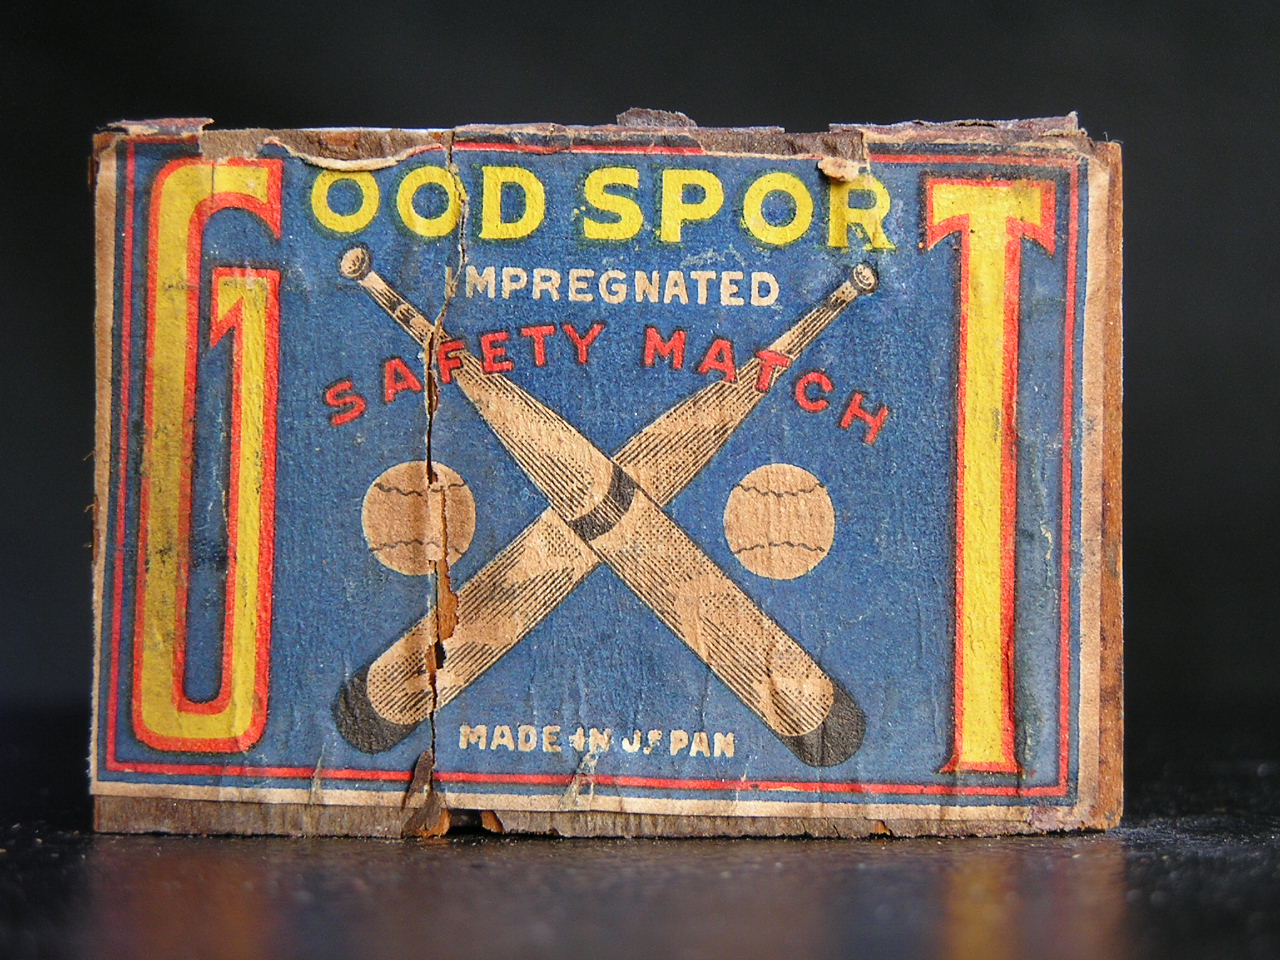 GOOD SPORT
IMPREGNATED
SAFETY MATCH
MADE IN JAPAN